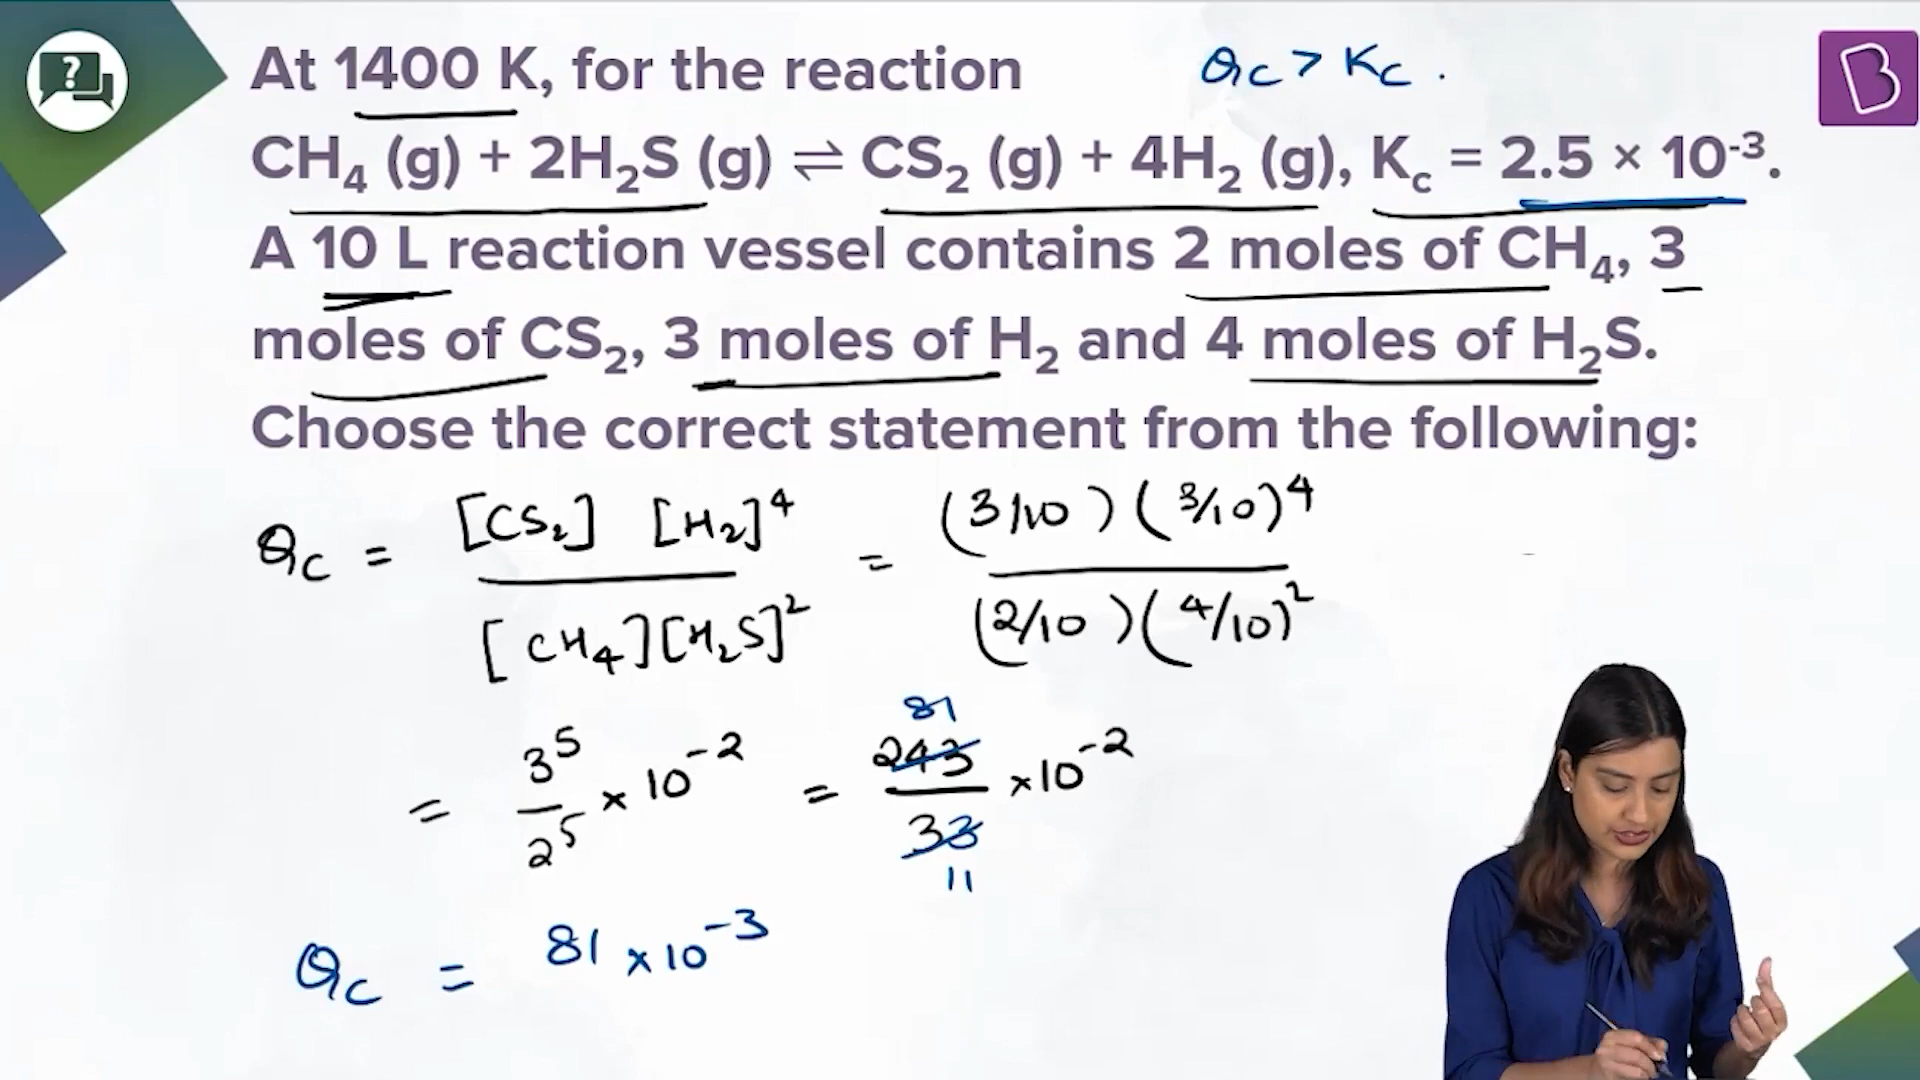 At 1400 K, for the reaction
Qc > Kc .
CH₄ (g) + 2H₂S (g) ⇌ CS₂ (g) + 4H₂ (g), K꜀ = 2.5 × 10⁻³.
A 10 L reaction vessel contains 2 moles of CH₄, 3
moles of CS₂, 3 moles of H₂ and 4 moles of H₂S.
Choose the correct statement from the following:
Qc = [CS₂] [H₂]⁴ / [CH₄][H₂S]² = (3/10)(3/10)⁴ / (2/10)(4/10)²
81
= 3⁵/2⁵ × 10⁻² = 243/33 × 10⁻²
11
Qc = 81 × 10⁻³